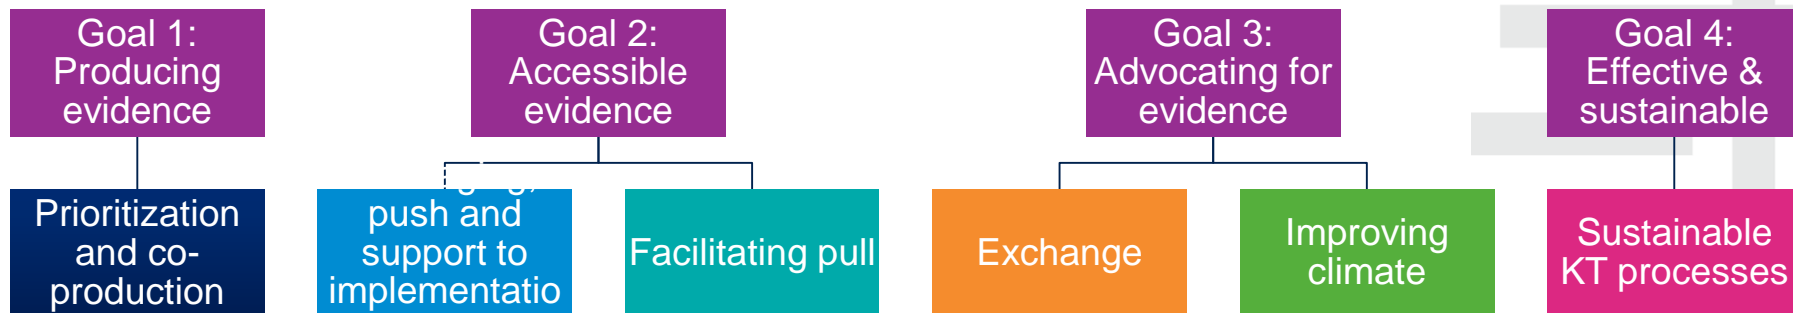 Goal 1:
Producing
evidence
Goal 2:
Accessible
evidence
Goal 3:
Advocating for
evidence
Goal 4:
Effective &
sustainable
Prioritization
and co-
production
push and
support to
implementatio
Facilitating pull
Exchange
Improving
climate
Sustainable
KT processes